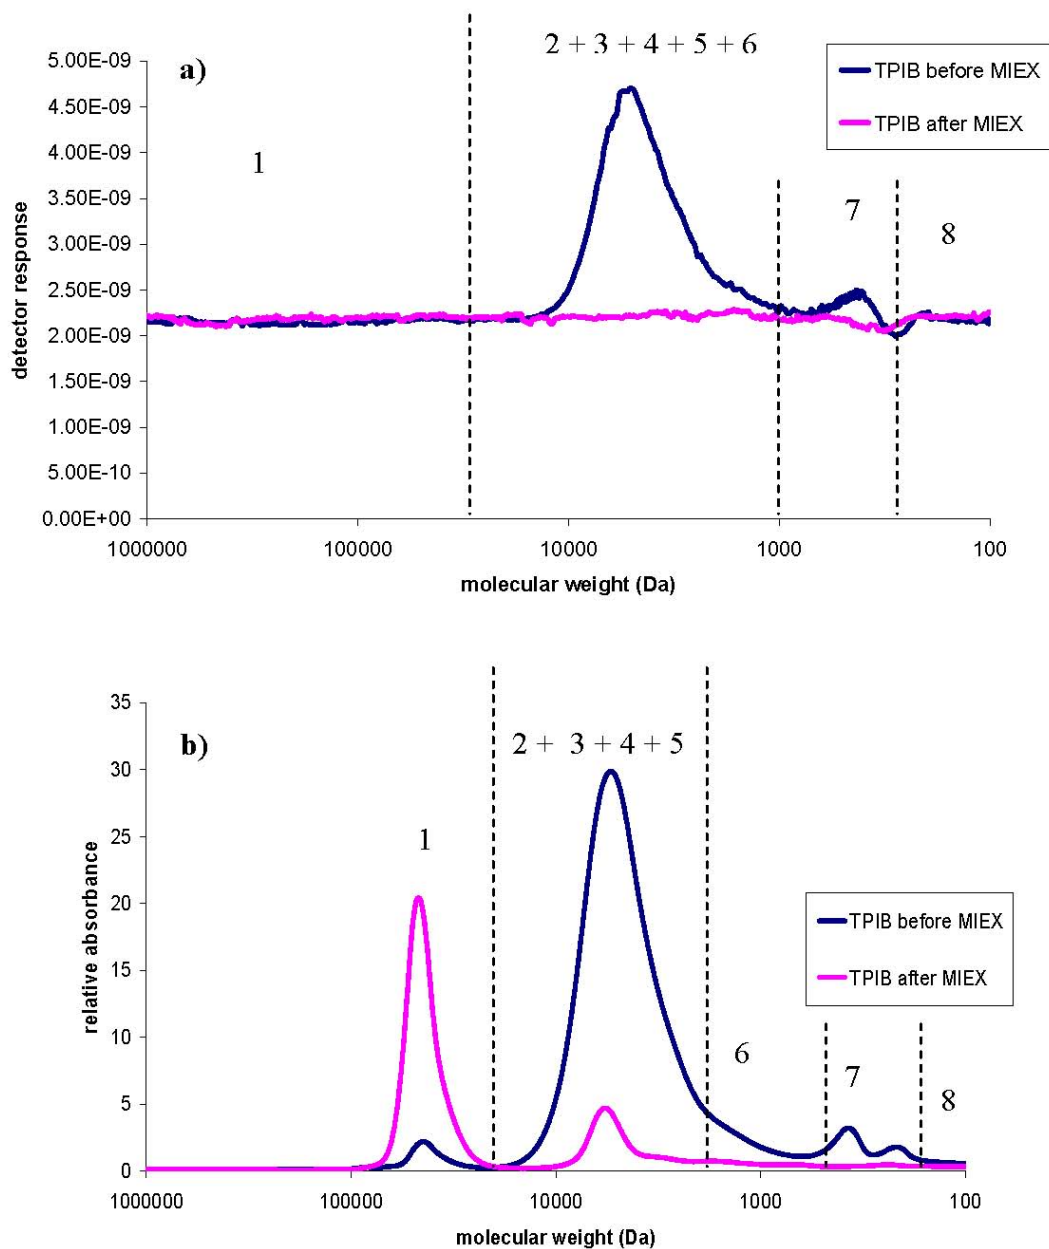 a)
2 + 3 + 4 + 5 + 6
TPIB before MIEX
TPIB after MIEX
1
7
8
5.00E-09
4.50E-09
4.00E-09
3.50E-09
3.00E-09
2.50E-09
2.00E-09
1.50E-09
1.00E-09
5.00E-10
0.00E+00
detector response
1000000 100000 10000 1000 100
molecular weight (Da)
b)
2 + 3 + 4 + 5
1
6
7
8
TPIB before MIEX
TPIB after MIEX
35
30
25
20
15
10
5
0
relative absorbance
1000000 100000 10000 1000 100
molecular weight (Da)